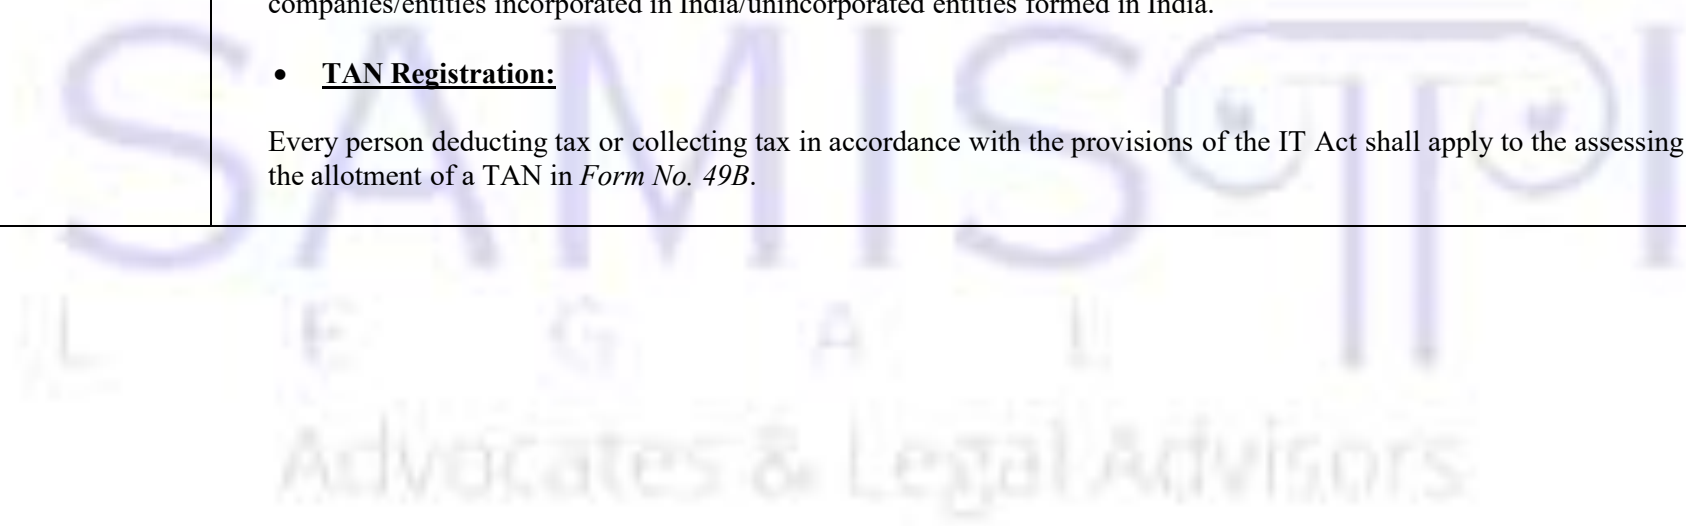 companies/entities incorporated in India/unincorporated entities formed in India.
• TAN Registration:
Every person deducting tax or collecting tax in accordance with the provisions of the IT Act shall apply to the assessing
the allotment of a TAN in Form No. 49B.
SAMIS
L E G A L
Advocates & Legal Advisors